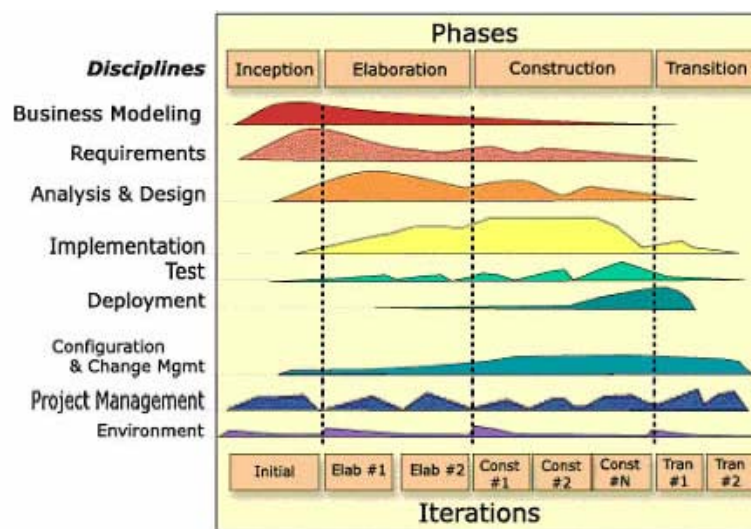 Phases
Disciplines Inception Elaboration Construction Transition
Business Modeling
Requirements
Analysis & Design
Implementation
Test
Deployment
Configuration
& Change Mgmt
Project Management
Environment
Initial Elab #1 Elab #2 Const #1 Const #2 Const #N Tran #1 Tran #2
Iterations